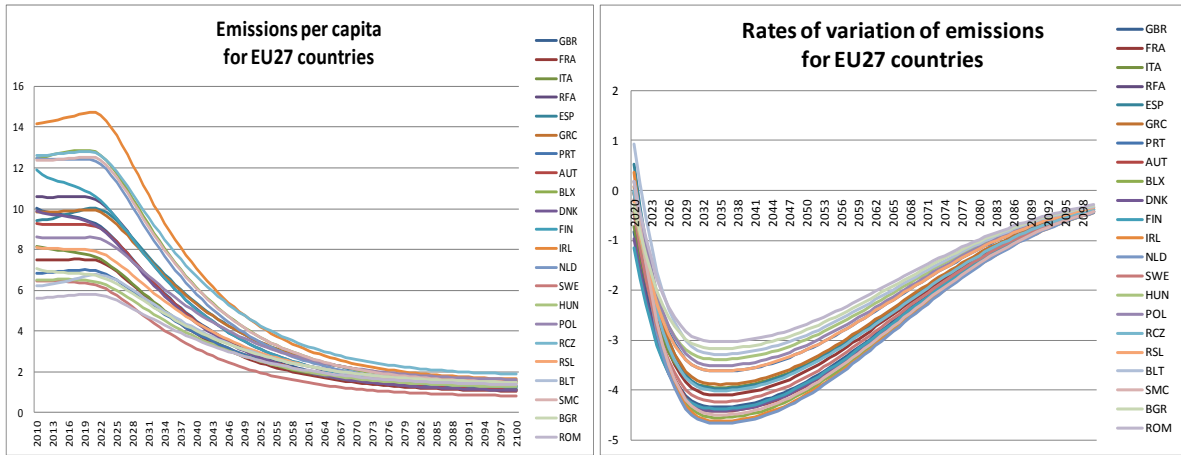 Emissions per capita
for EU27 countries
16
14
12
10
8
6
4
2
0
2010 2013 2016 2019 2022 2025 2028 2031 2034 2037 2040 2043 2046 2049 2052 2055 2058 2061 2064 2067 2070 2073 2076 2079 2082 2085 2088 2091 2094 2097 2100
GBR
FRA
ITA
RFA
ESP
GRC
PRT
AUT
BLX
DNK
FIN
IRL
NLD
SWE
HUN
POL
RCZ
RSL
BLT
SMC
BGR
ROM
Rates of variation of emissions
for EU27 countries
2
1
0
-1
-2
-3
-4
-5
2020 2023 2026 2029 2032 2035 2038 2041 2044 2047 2050 2053 2056 2059 2062 2065 2068 2071 2074 2077 2080 2083 2086 2089 2092 2095 2098
GBR
FRA
ITA
RFA
ESP
GRC
PRT
AUT
BLX
DNK
FIN
IRL
NLD
SWE
HUN
POL
RCZ
RSL
BLT
SMC
BGR
ROM